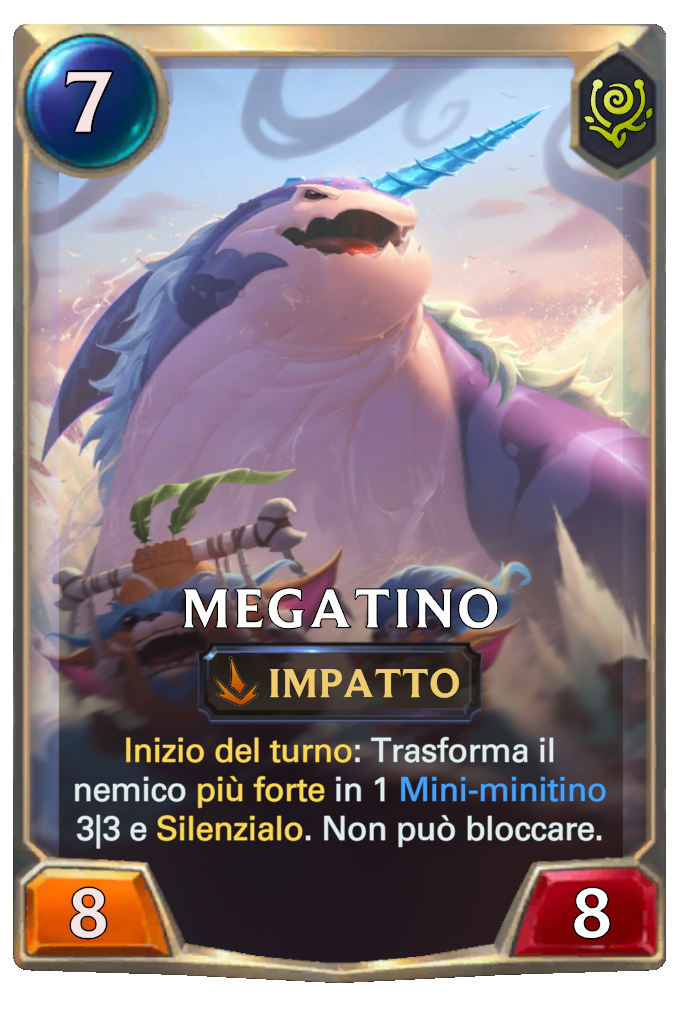 7
MEGATINO
IMPATTO
Inizio del turno: Trasforma il
nemico più forte in 1 Mini-minitino
3|3 e Silenzialo. Non può bloccare.
8 8